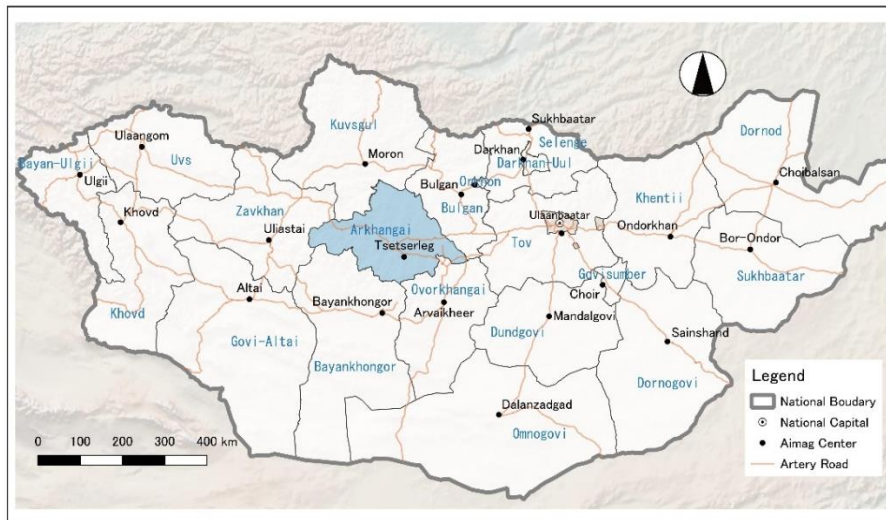 Sukhbaatar
Kuvsgul
Selenge
Dornod
Ulaangom
Darkhan
Darkhan-Uul
Bayan-Ulgii
Uvs
Moron
Ulgii
Orkhon
Choibalsan
Bulgan
Bulgan
Khentii
Khovd
Zavkhan
Arkhangai
Ulaanbaatar
Ondorkhan
Uliastai
Tov
Bor-Ondor
Tsetserleg
Govisumber
Sukhbaatar
Altai
Bayankhongor
Ovorkhangai
Choir
Khovd
Arvaikheer
Mandalgovi
Govi-Altai
Dundgovi
Sainshand
Bayankhongor
Dornogovi
Dalanzadgad
Omnogovi
0 100 200 300 400 km
Legend
National Boudary
National Capital
Aimag Center
Artery Road